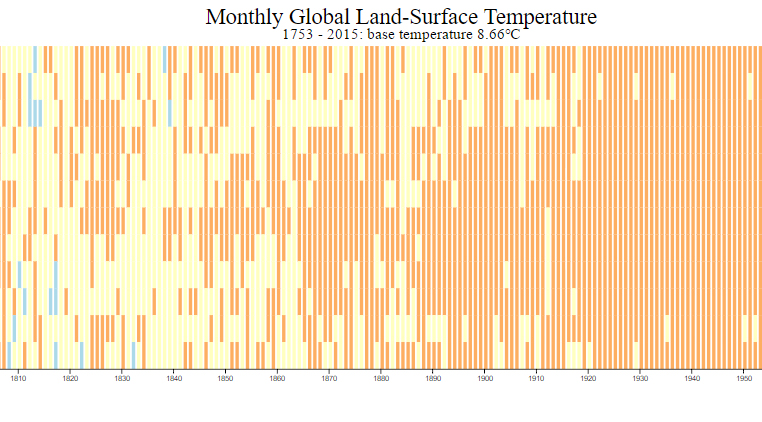 Monthly Global Land-Surface Temperature
1753 - 2015: base temperature 8.66℃
1810 1820 1830 1840 1850 1860 1870 1880 1890 1900 1910 1920 1930 1940 1950